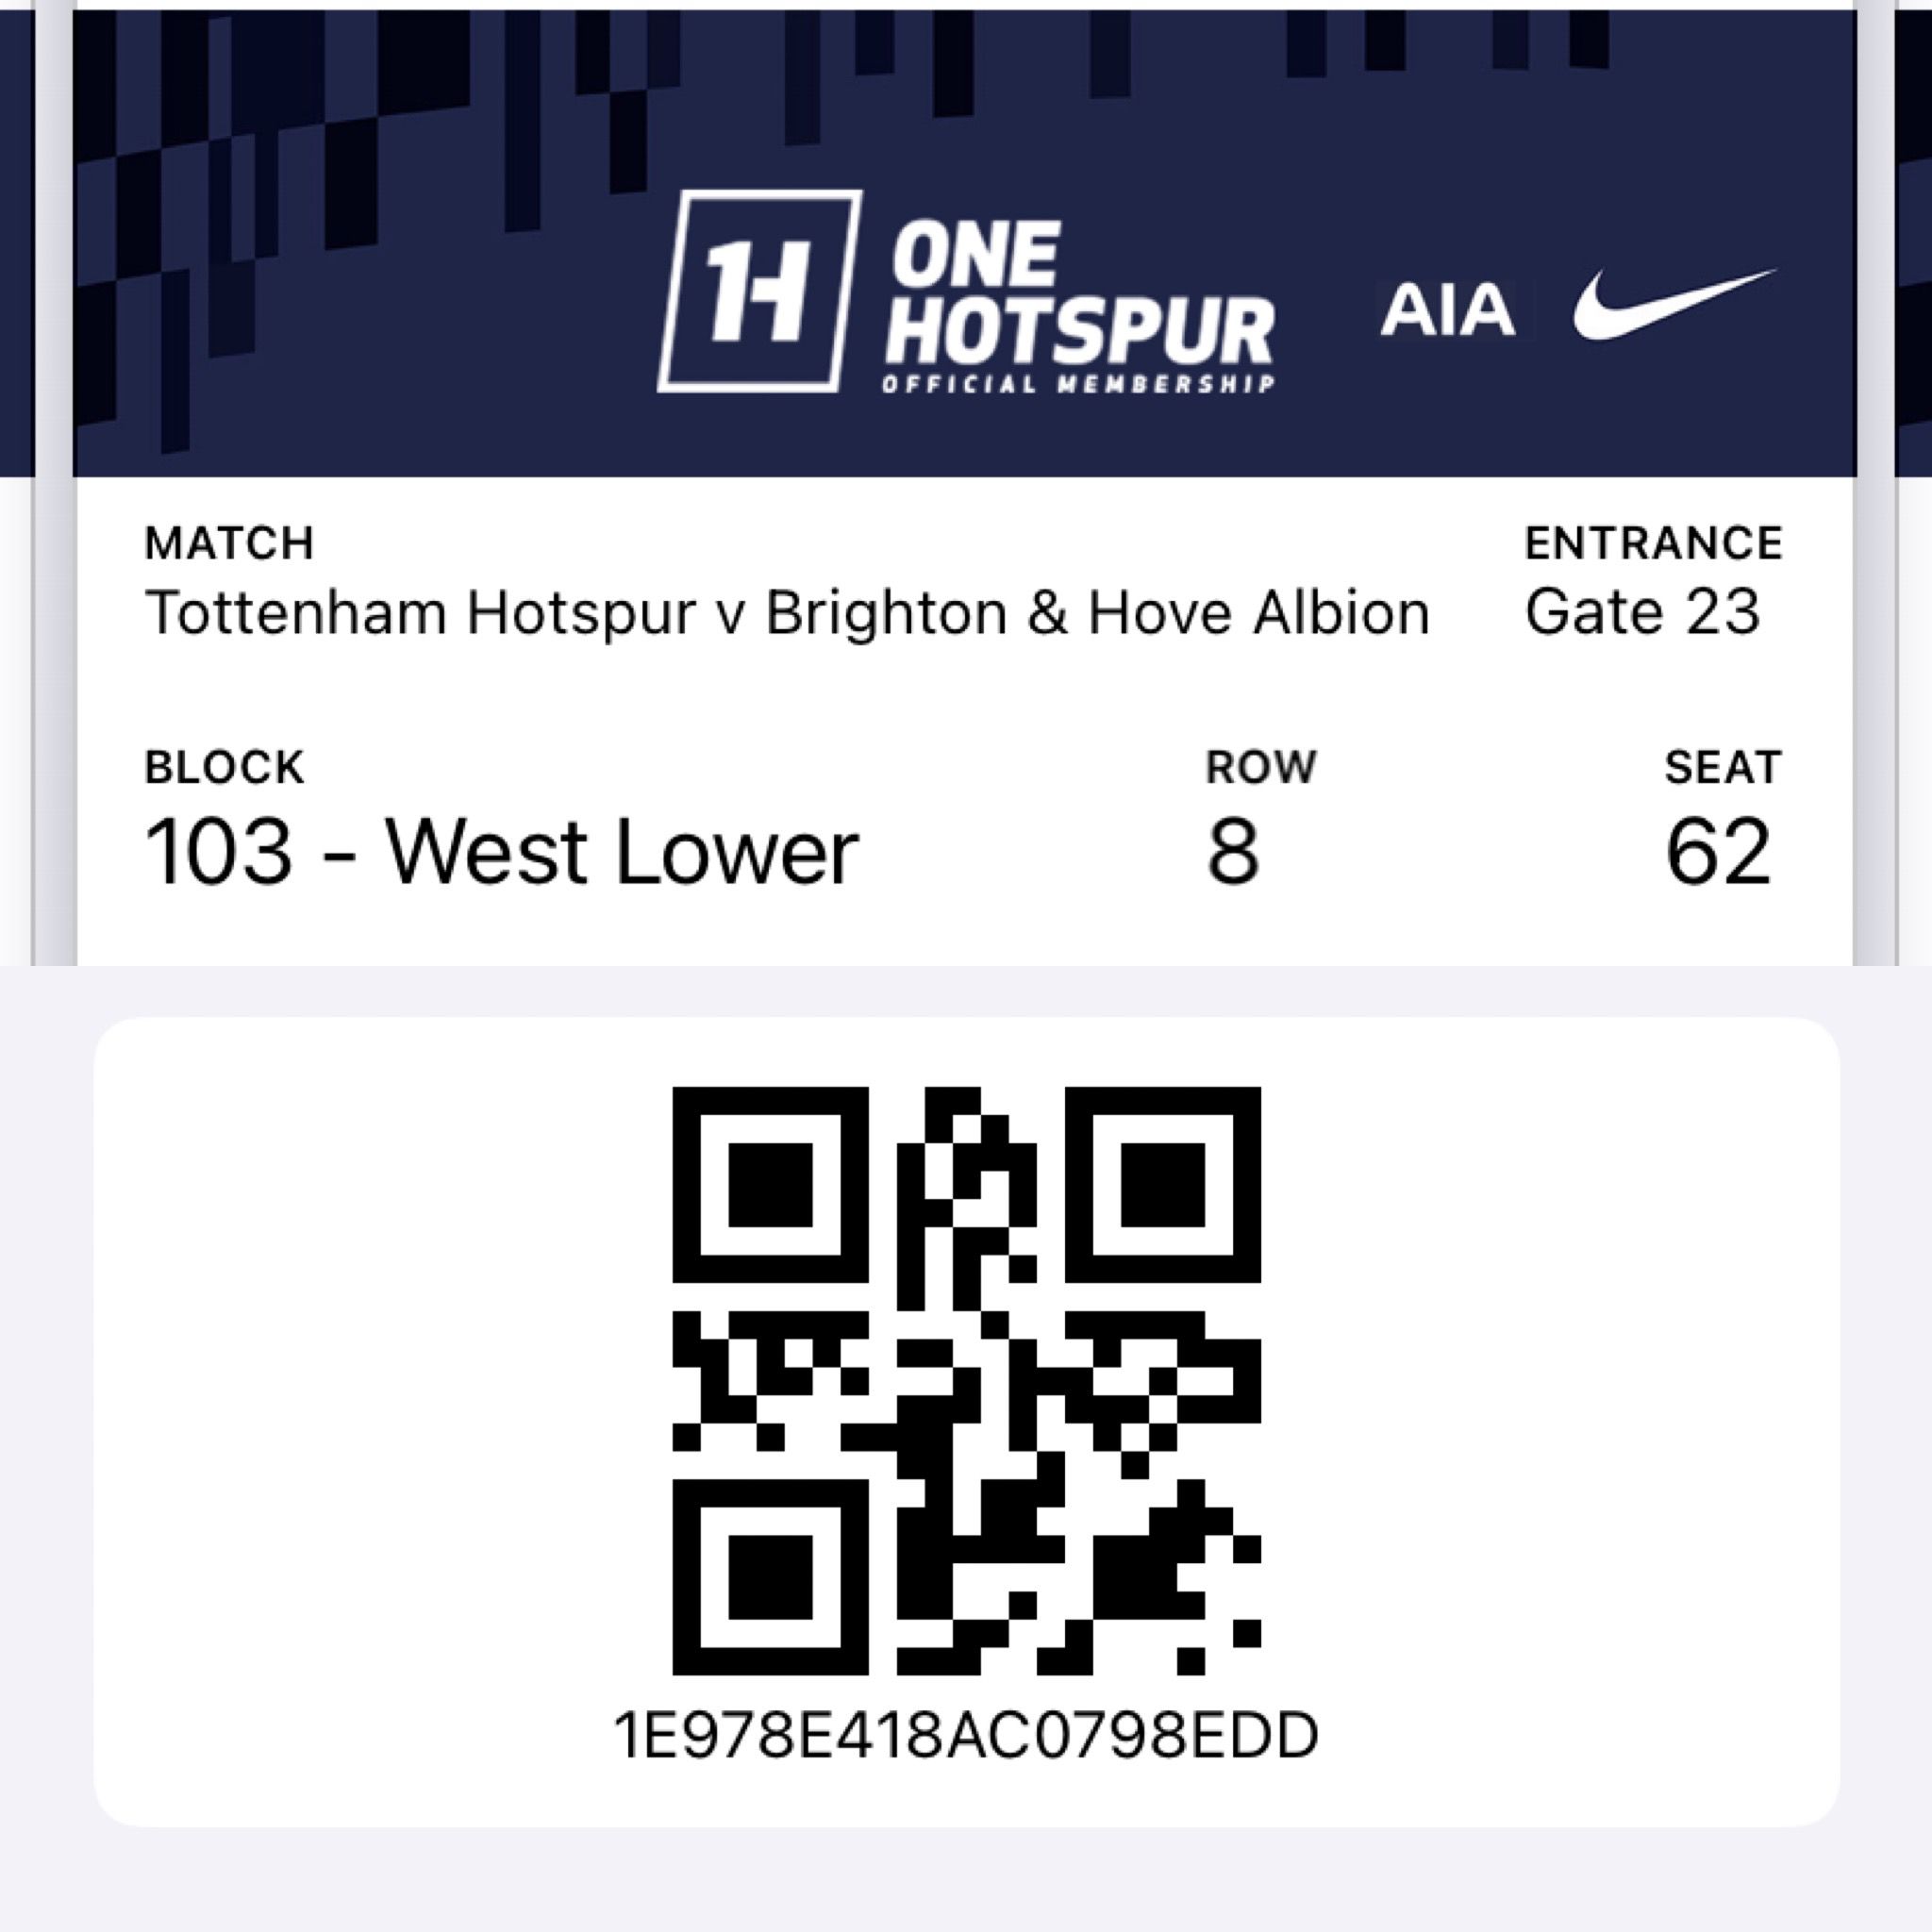 1H ONE
HOTSPUR
OFFICIAL MEMBERSHIP
AIA
MATCH ENTRANCE
Tottenham Hotspur v Brighton & Hove Albion Gate 23
BLOCK ROW SEAT
103 - West Lower 8 62
1E978E418AC0798EDD